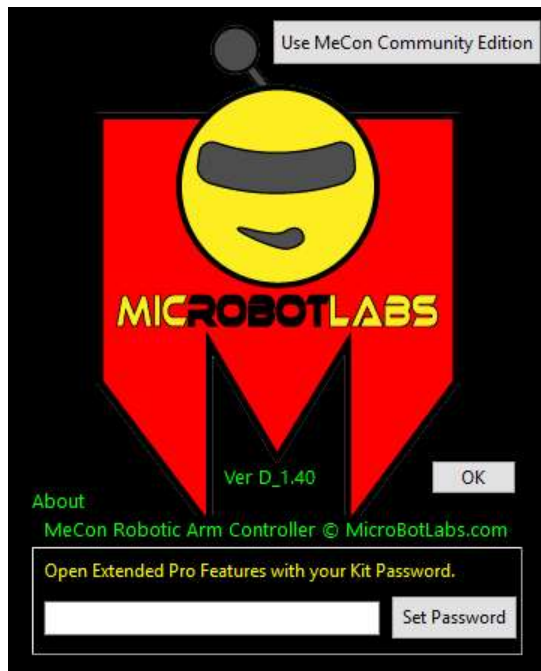 Use MeCon Community Edition
MICROBOTLABS
Ver D_1.40
OK
About
MeCon Robotic Arm Controller © MicroBotLabs.com
Open Extended Pro Features with your Kit Password.
Set Password